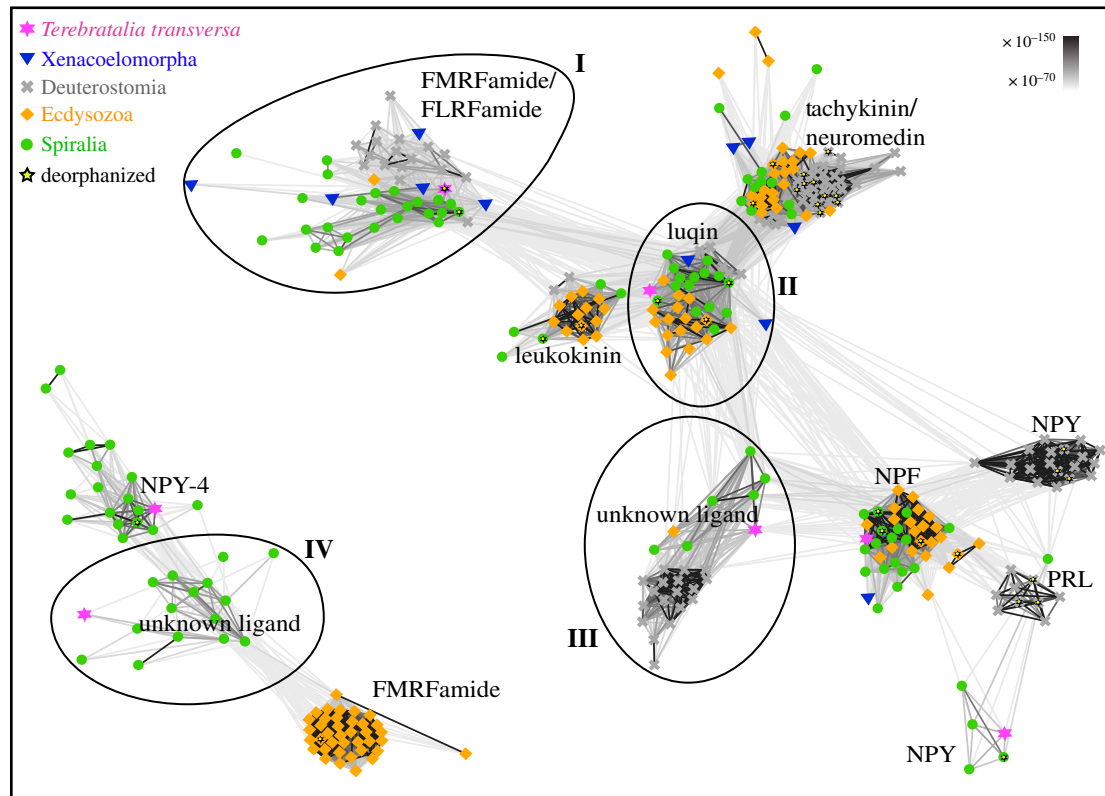 Terebratalia transversa
Xenacoelomorpha
Deuterostomia
Ecdysozoa
Spiralia
deorphanized
I
FMRFamide/
FLRFamide
× 10–150
× 10–70
tachykinin/
neuromedin
luqin
II
leukokinin
NPY
NPF
NPY-4
unknown ligand
IV
PRL
unknown ligand
III
FMRFamide
NPY